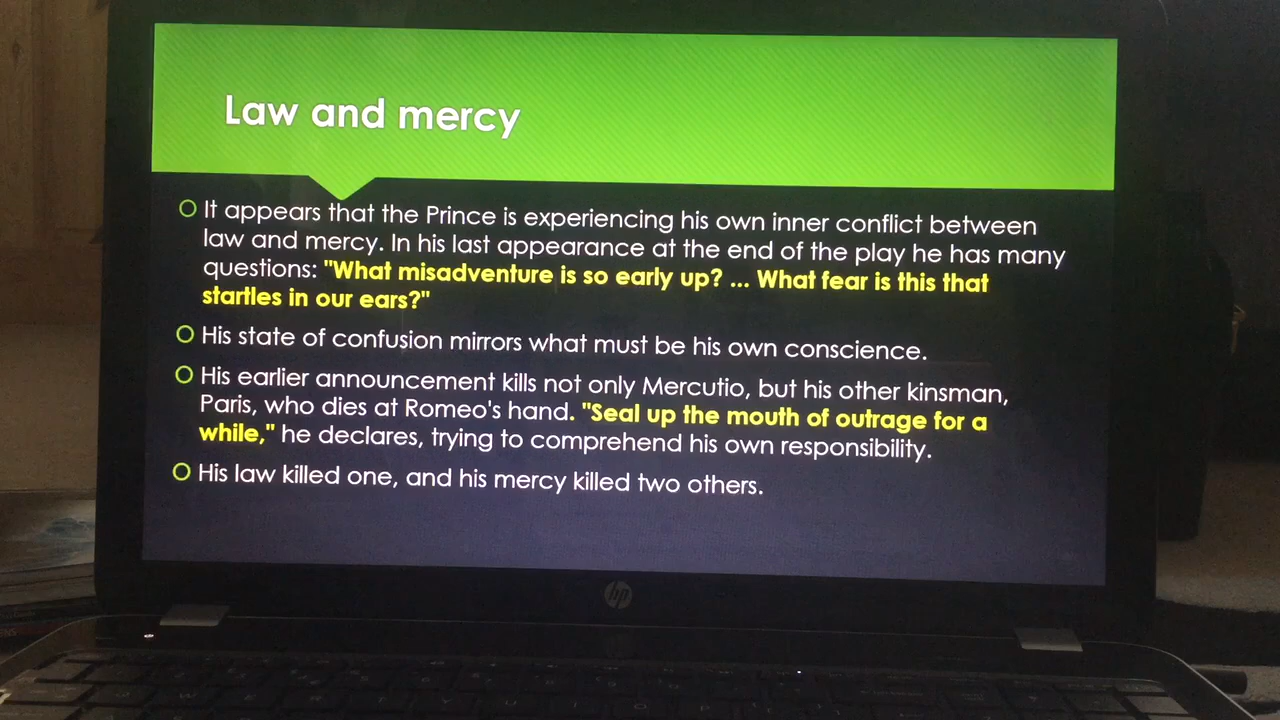 Law and mercy
It appears that the Prince is experiencing his own inner conflict between
law and mercy. In his last appearance at the end of the play he has many
questions: "What misadventure is so early up? ... What fear is this that
startles in our ears?"
His state of confusion mirrors what must be his own conscience.
His earlier announcement kills not only Mercutio, but his other kinsman,
Paris, who dies at Romeo's hand. "Seal up the mouth of outrage for a
while," he declares, trying to comprehend his own responsibility.
His law killed one, and his mercy killed two others.
hp